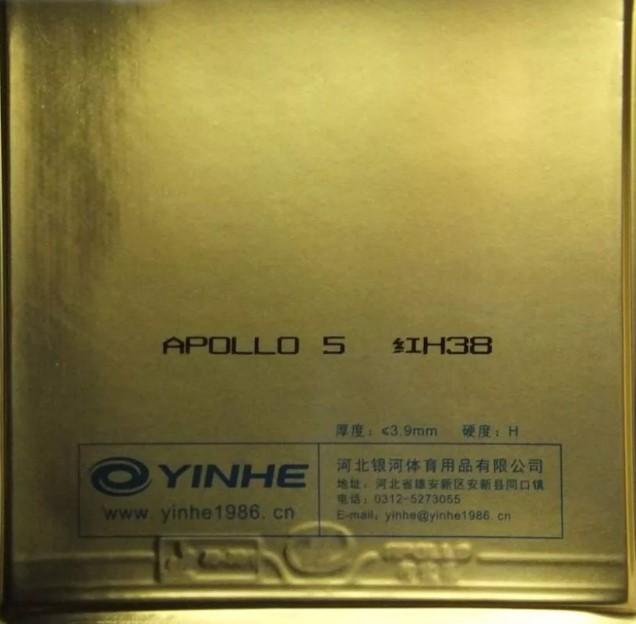 APOLLO 5 红H38
厚度：≤3.9mm 硬度：H
YINHE
www. yinhe1986. cn
河北银河体育用品有限公司
地址：河北省雄安新区安新县同口镇
电话：0312-5273055
E-mail：yinhe@yinhe1986. cn